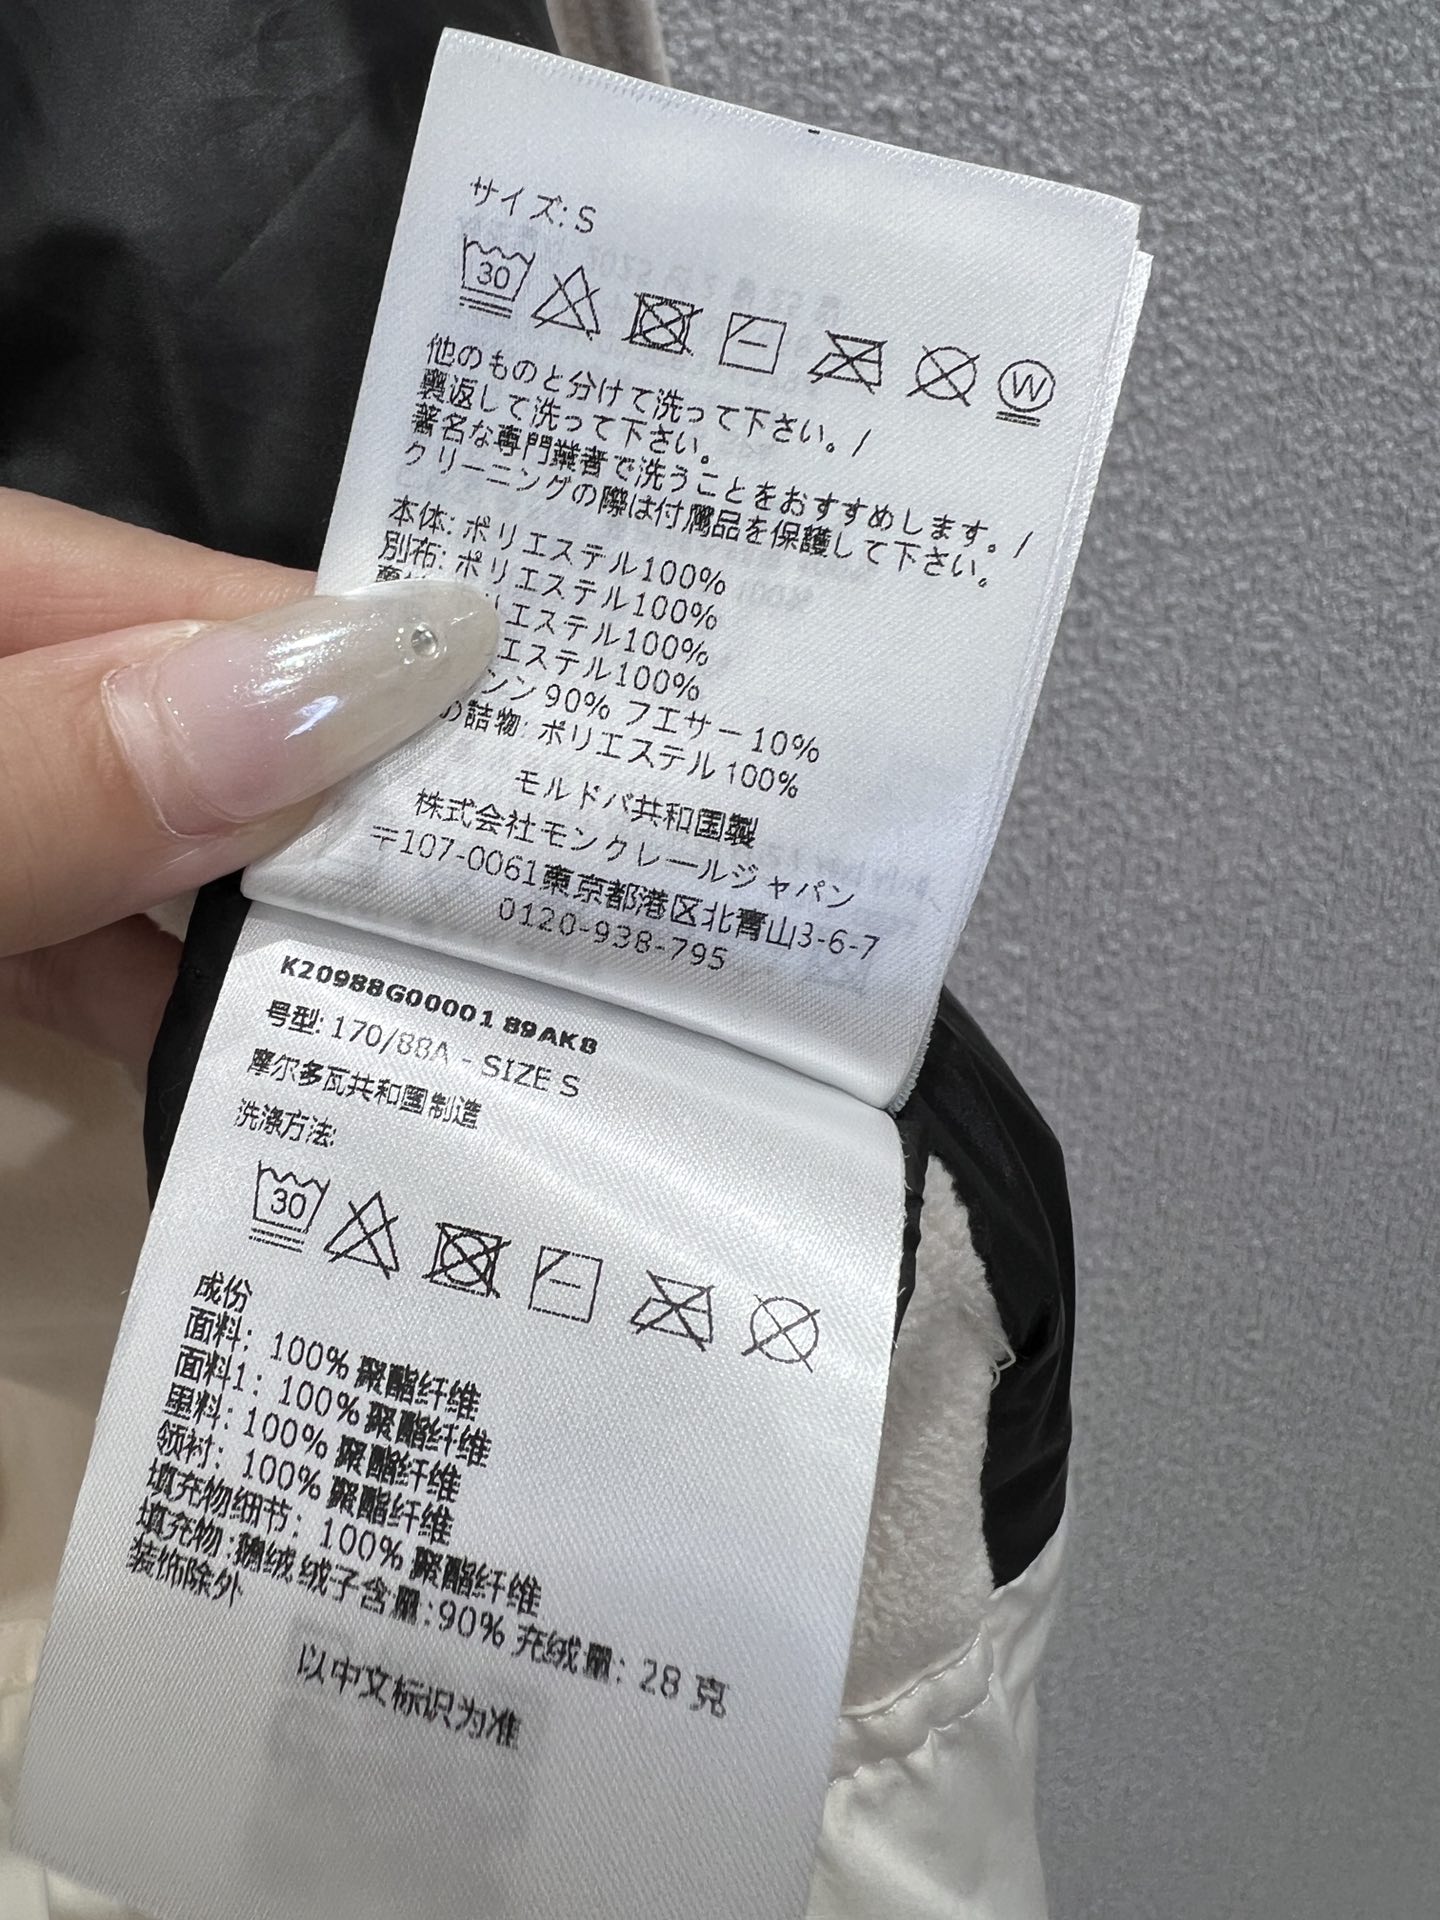 サイズ: S
30
W
他のものと分けて洗って下さい。/
裏返して洗って下さい。
著名な専門業者で洗うことをおすすめします。/
クリーニングの際は付属品を保護して下さい。
本体: ポリエステル100%
別布: ポリエステル100%
リエステル100%
エステル100%
90% フエザー10%
の詰物: ポリエステル100%
モルドバ共和国製
株式会社モンクレールジャパン
〒107-0061東京都港区北青山3-6-7
0120-938-795
K20988G00001 89AK8
号型: 170/88A - SIZE S
摩尔多瓦共和国制造
洗涤方法:
30
成份
面料: 100% 聚酯纤维
面料1: 100% 聚酯纤维
里料: 100% 聚酯纤维
领衬: 100% 聚酯纤维
填充物细节: 100% 聚酯纤维
填充物:鹅绒 绒子含量:90% 充绒量: 28 克
装饰除外
以中文标识为准